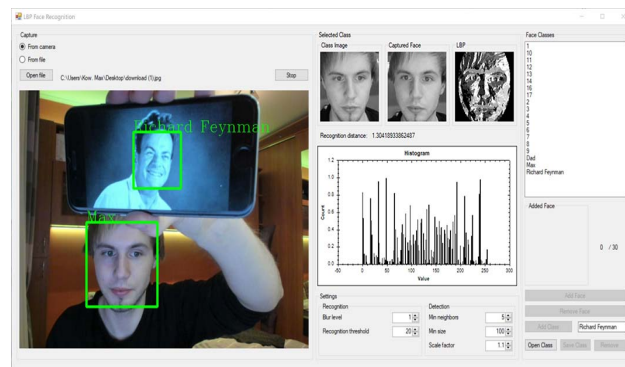 LBP Face Recognition
Capture
From camera
From file
Open file
C:\Users\Kow. Max\Desktop\download (1).jpg
Stop
Richard Feynman
Max
Selected Class
Class Image
Captured Face
LBP
Recognition distance: 1.30418933862487
Histogram
1.2
1.0
0.8
0.6
0.4
0.2
0.0
Count
-50 0 50 100 150 200 250 300
Value
Settings
Recognition
Blur level 1
Recognition threshold 20
Detection
Min neighbors 5
Min size 100
Scale factor 1.1
Face Classes
1
10
11
12
13
14
16
17
2
3
4
5
6
7
8
9
Dad
Max
Richard Feynman
Added Face
0 / 30
Add Face
Remove Face
Add Class
Richard Feynman
Open Class
Save Class
Remove